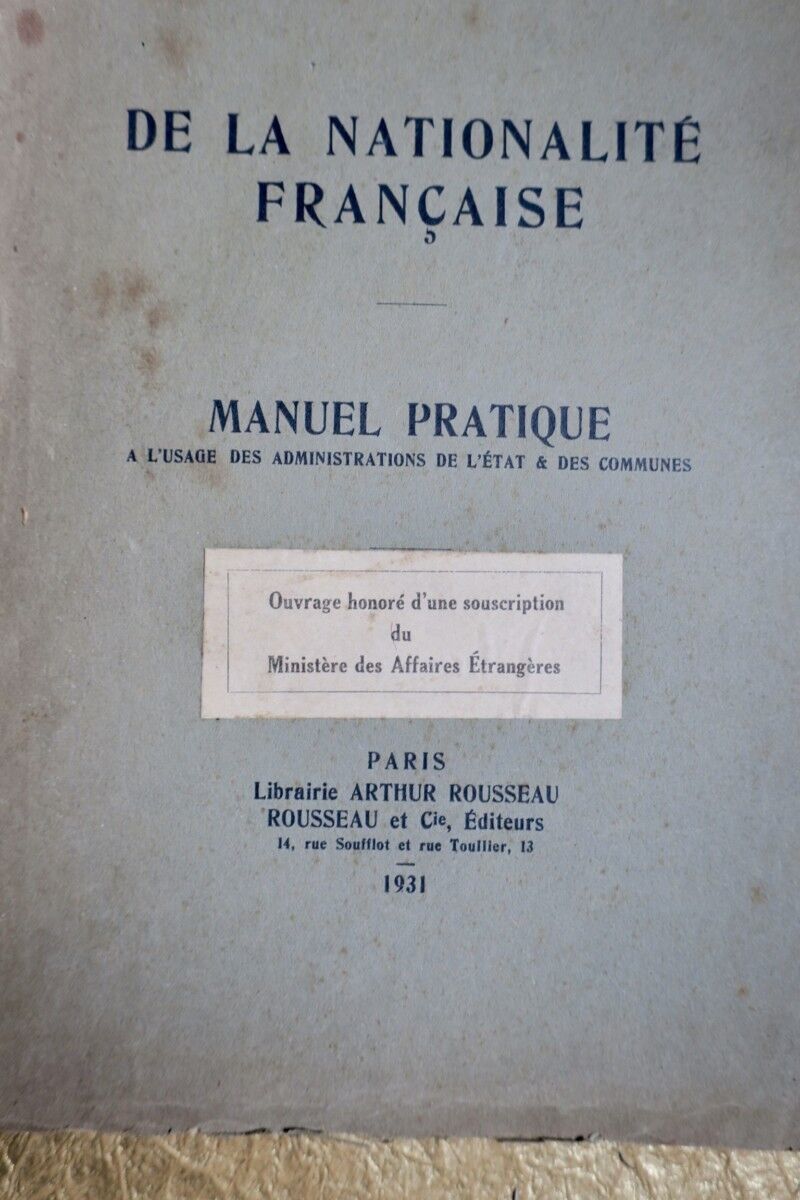 DE LA NATIONALITÉ
FRANÇAISE
MANUEL PRATIQUE
A L'USAGE DES ADMINISTRATIONS DE L'ÉTAT & DES COMMUNES
Ouvrage honoré d'une souscription
du
Ministère des Affaires Étrangères
PARIS
Librairie ARTHUR ROUSSEAU
ROUSSEAU et Cie, Éditeurs
14, rue Soufflot et rue Toullier, 13
1931